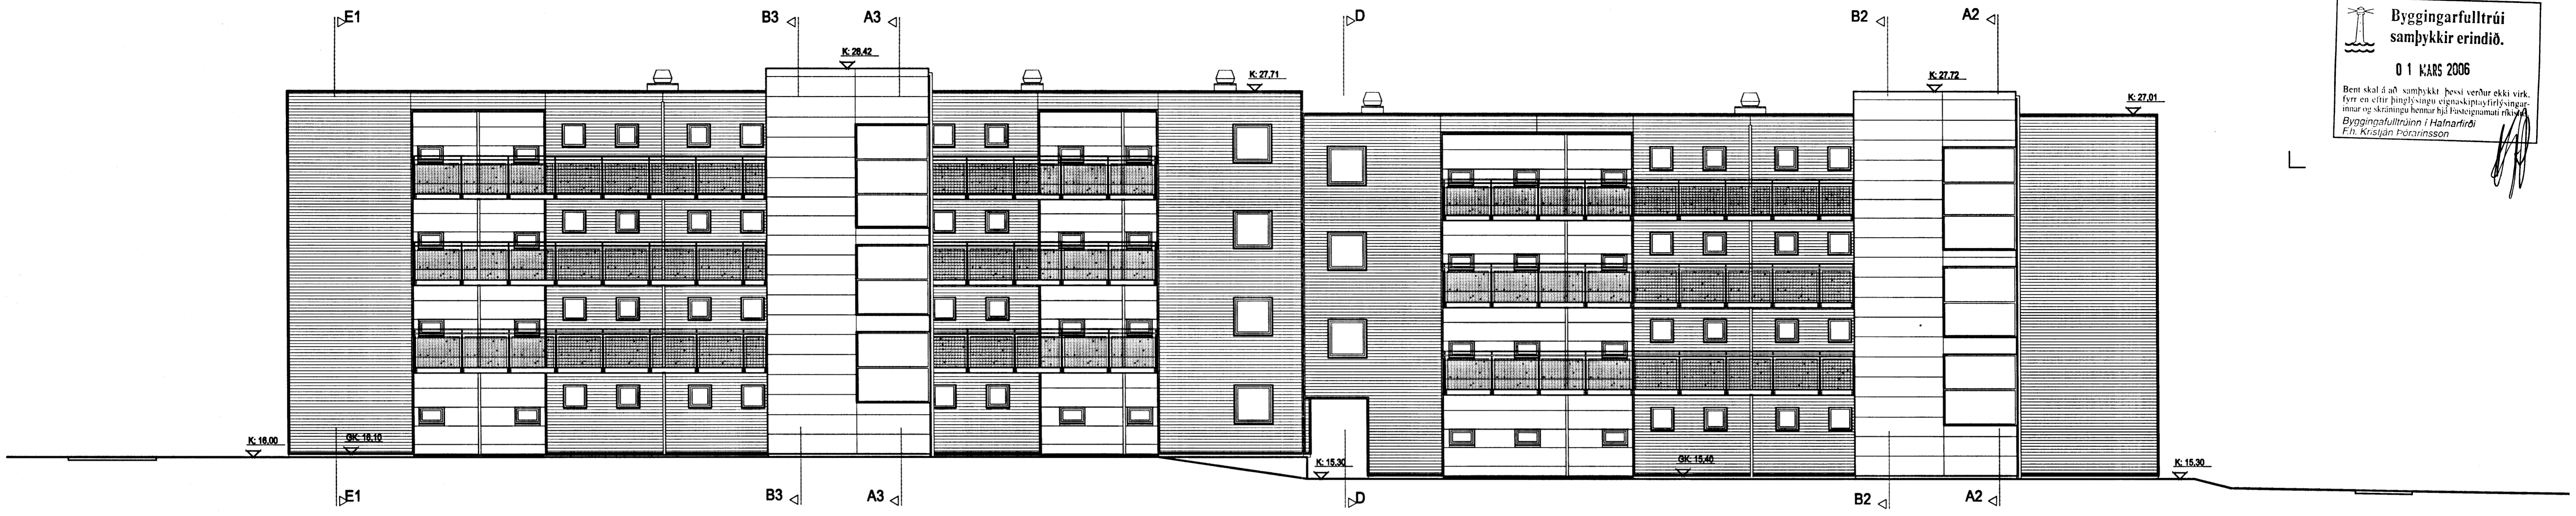 E1
B3
A3
D
B2
A2
K: 28,42
K: 27,71
K: 27,72
K: 27,01
Byggingarfulltrúi
samþykkir erindið.
0 1 MARS 2006
Bent skal á að samþykkt þessi verður ekki virk,
fyrr en eftir þinglýsingu eignaskiptayfirlýsingar-
innar og skráningu hennar hjá Fasteignamati ríkisins
Byggingafulltrúinn í Hafnarfirði
F.h. Kristján Þórarinsson
K: 16,00
GK: 16,10
K: 15,30
GK: 15,40
K: 15,30
E1
B3
A3
D
B2
A2